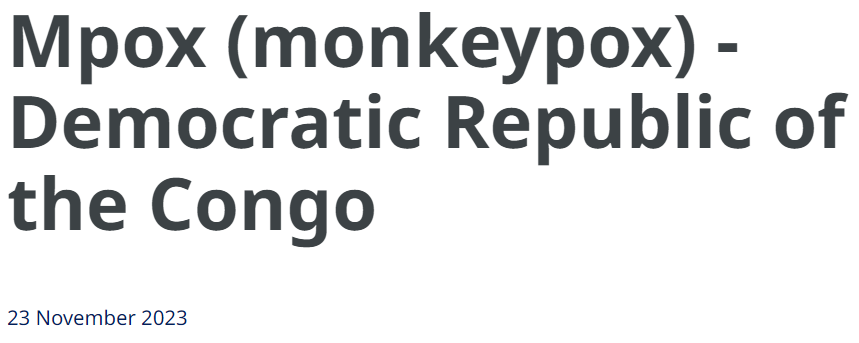 Mpox (monkeypox) -
Democratic Republic of
the Congo
23 November 2023